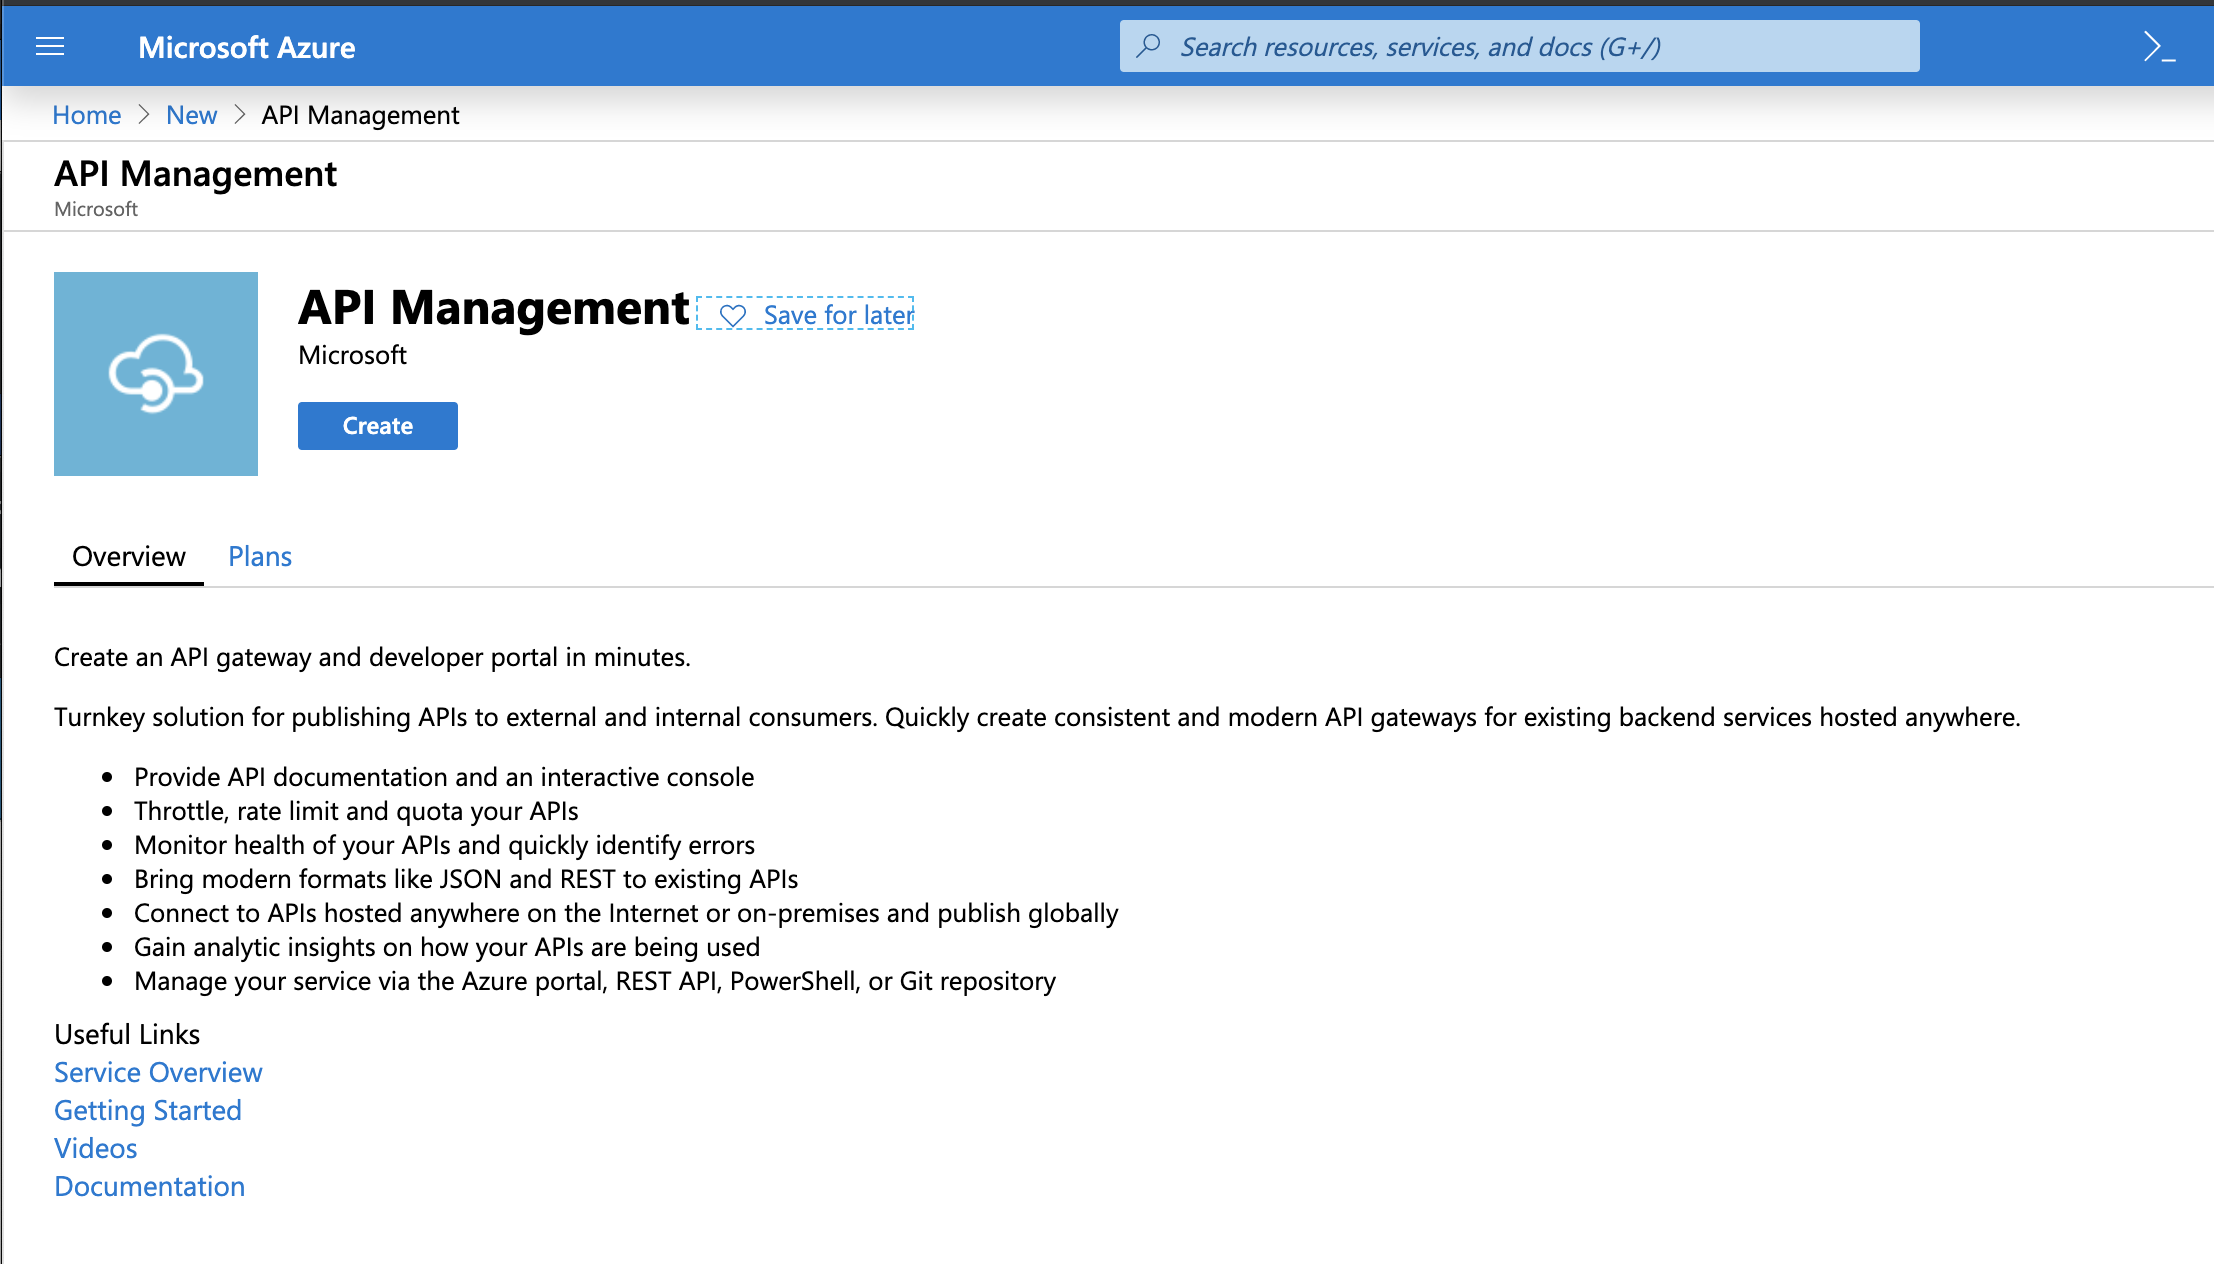 Microsoft Azure
Search resources, services, and docs (G+/)
Home > New > API Management
API Management
Microsoft
API Management
Save for later
Microsoft
Create
Overview
Plans
Create an API gateway and developer portal in minutes.
Turnkey solution for publishing APIs to external and internal consumers. Quickly create consistent and modern API gateways for existing backend services hosted anywhere.
• Provide API documentation and an interactive console
• Throttle, rate limit and quota your APIs
• Monitor health of your APIs and quickly identify errors
• Bring modern formats like JSON and REST to existing APIs
• Connect to APIs hosted anywhere on the Internet or on-premises and publish globally
• Gain analytic insights on how your APIs are being used
• Manage your service via the Azure portal, REST API, PowerShell, or Git repository
Useful Links
Service Overview
Getting Started
Videos
Documentation